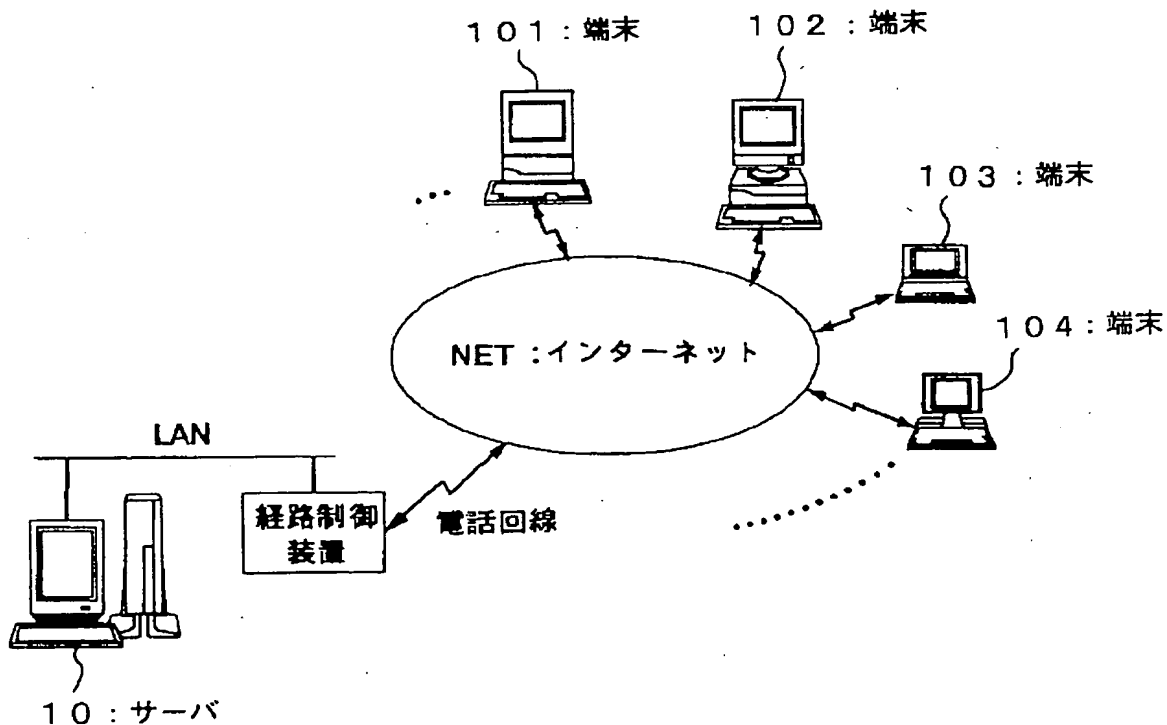 １０１：端末
１０２：端末
１０３：端末
１０４：端末
NET：インターネット
LAN
経路制御
装置
電話回線
１０：サーバ